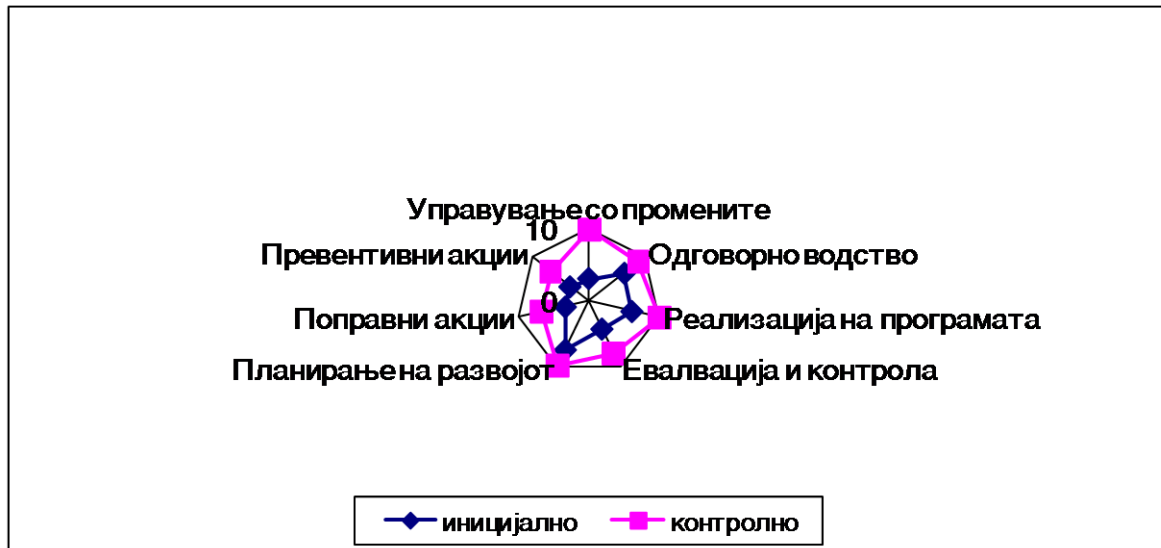 Управување со промените
10
Превентивни акции
Одговорно водство
0
Поправни акции
Реализација на програмата
Планирање на развојот
Евалвација и контрола
иницијално
контролно